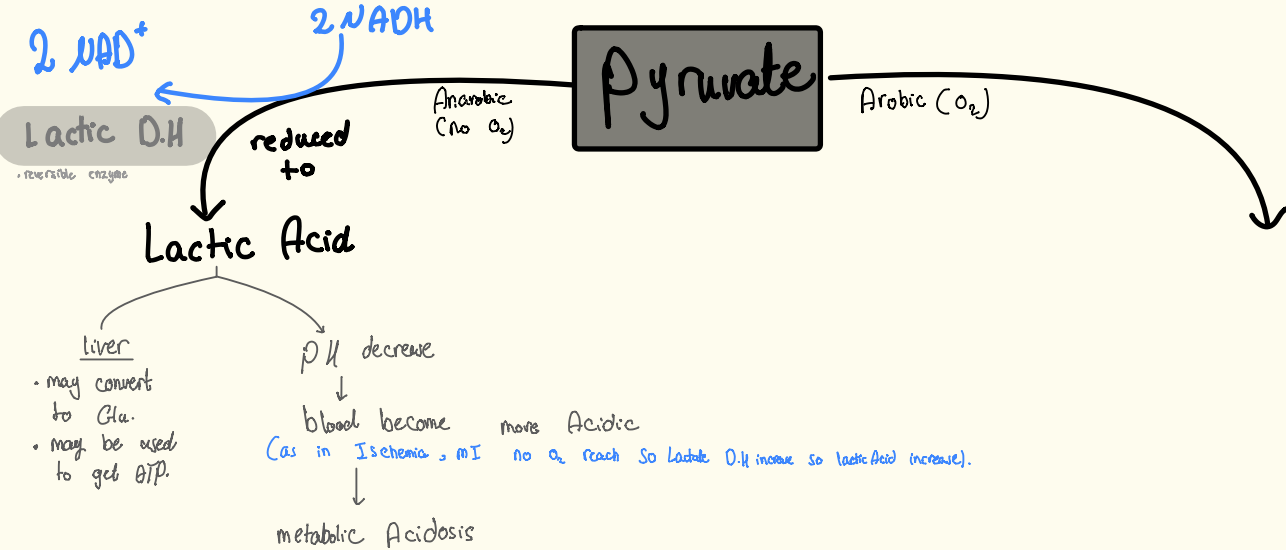 2 NADH
2 NAD+
Pyruvate
Anarobic
(no O2)
Arobic (O2)
Lactic D.H
• reversible enzyme
reduced
to
Lactic Acid
liver
• may convert
to Glu.
• may be used
to get ATP.
pH decrease
blood become more Acidic
(as in Ischemia, MI no O2 reach so Lactate D.H increase so lactic Acid increase).
metabolic Acidosis